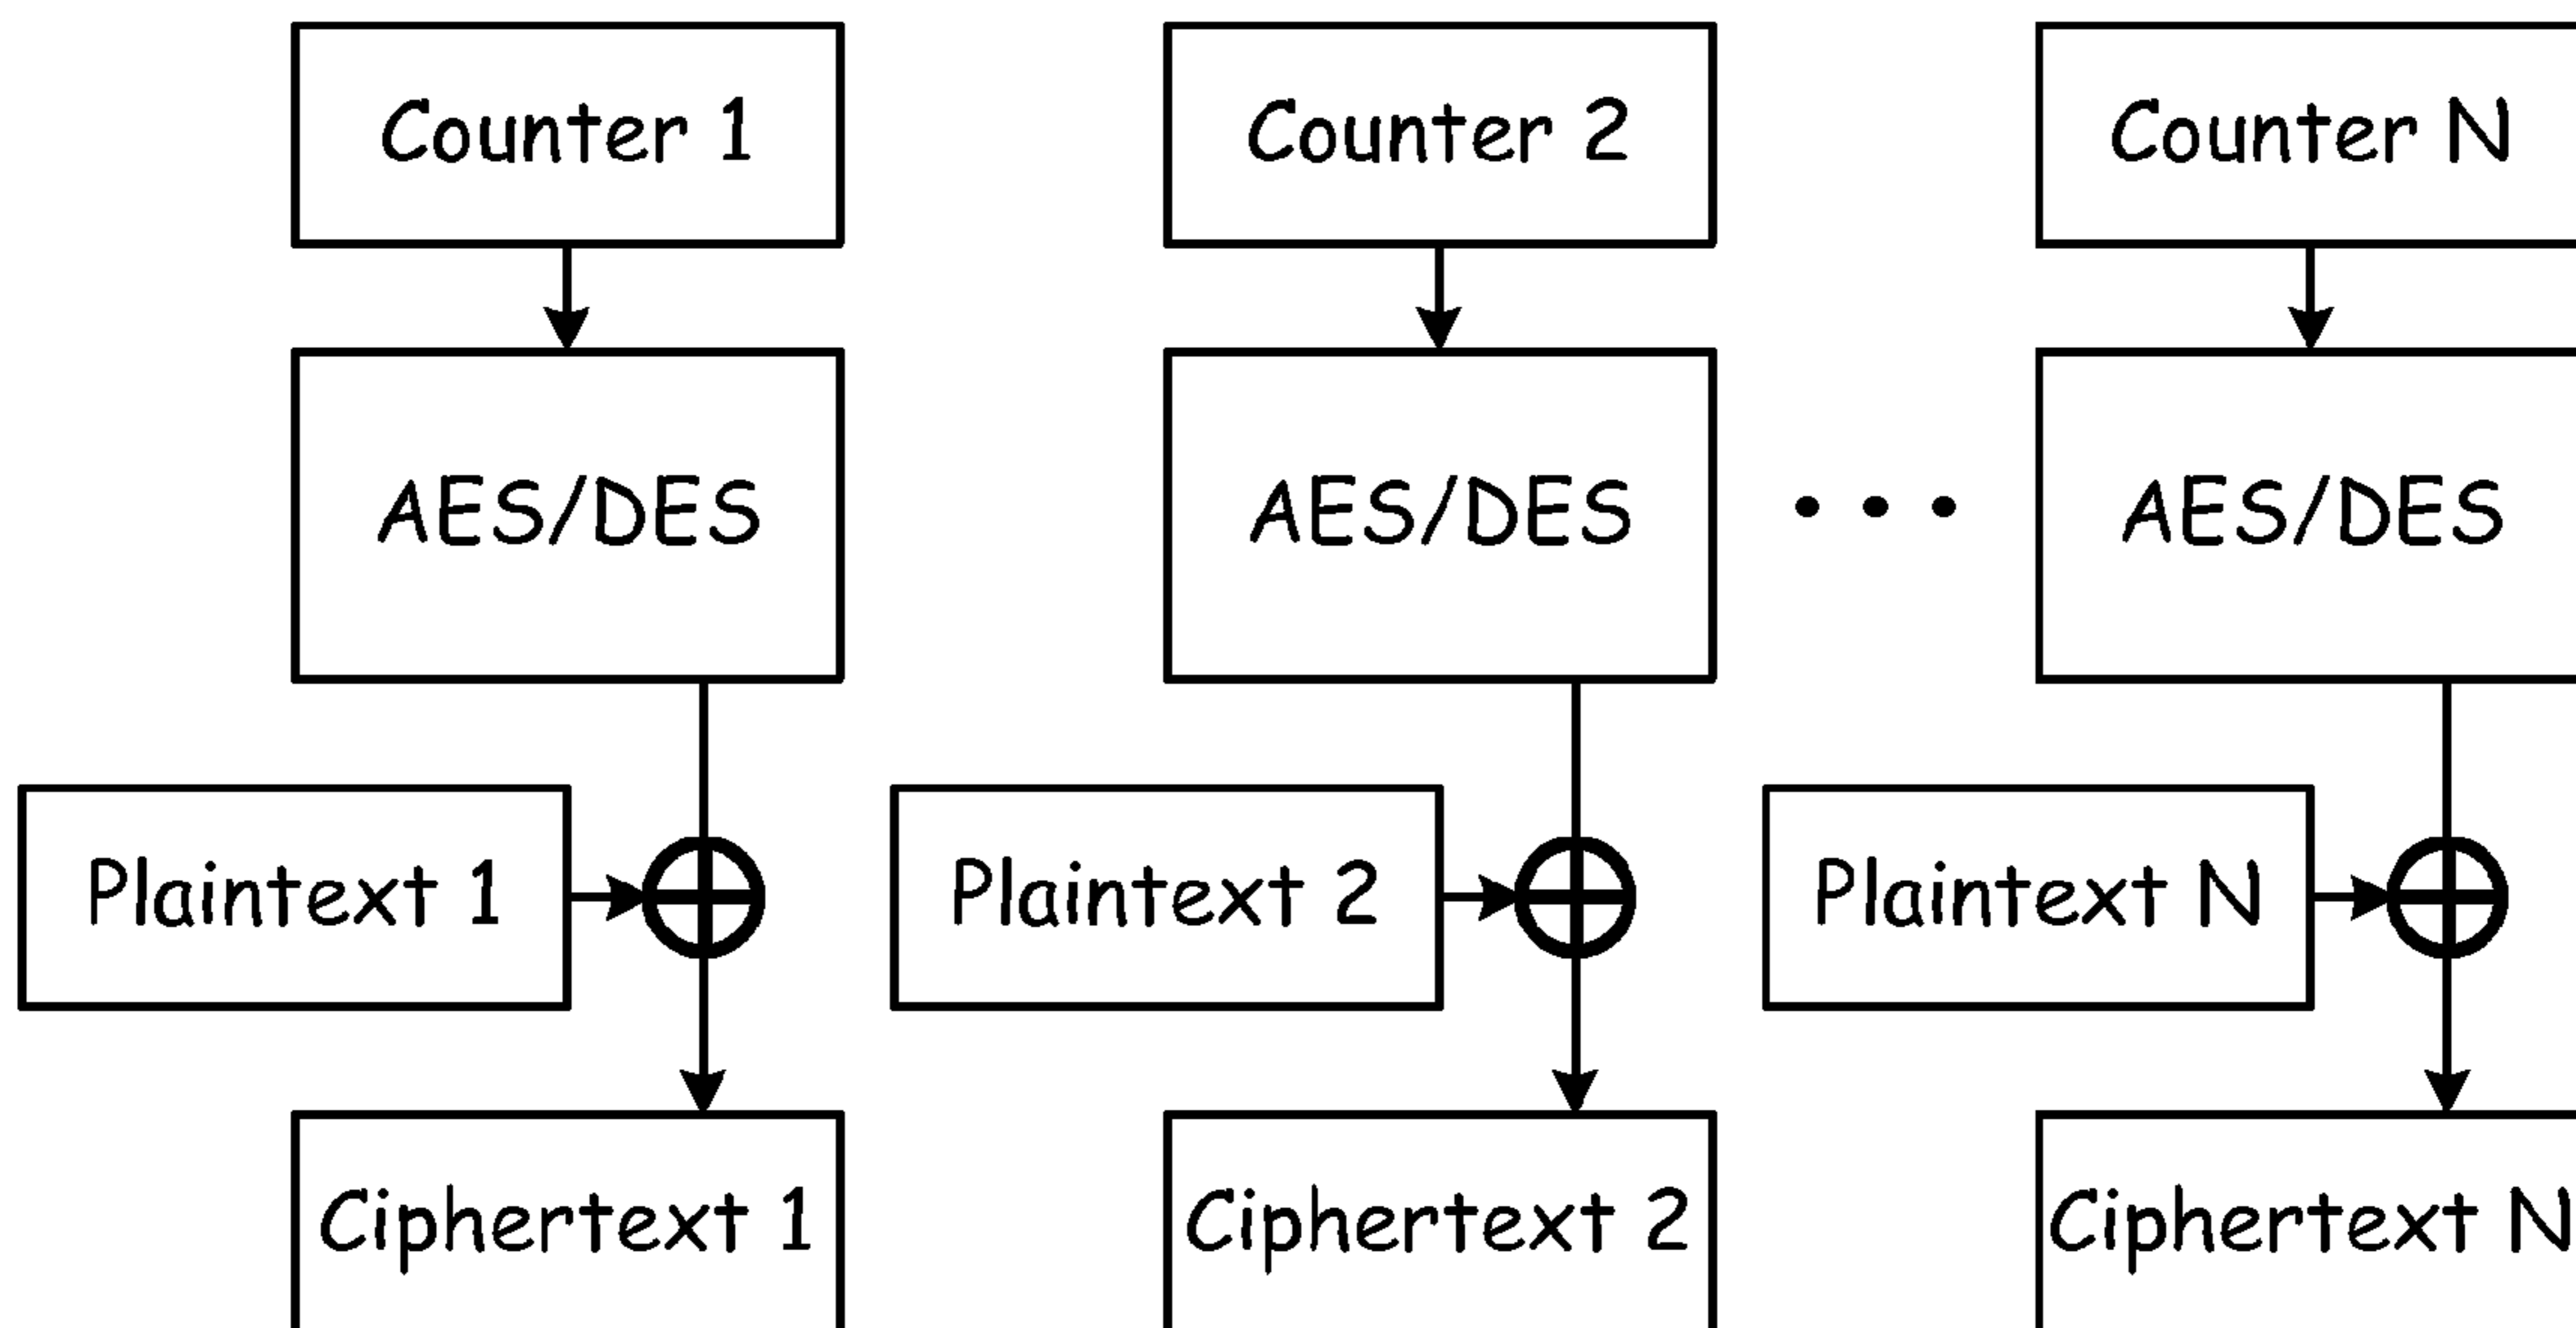 Counter 1
Counter 2
Counter N
AES/DES
AES/DES
• • •
AES/DES
Plaintext 1
Plaintext 2
Plaintext N
Ciphertext 1
Ciphertext 2
Ciphertext N